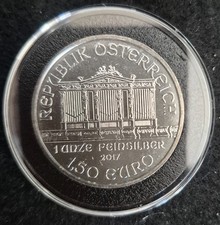 REPUBLIK ÖSTERREICH
1 UNZE FEINSILBER
2017
1,50 EURO